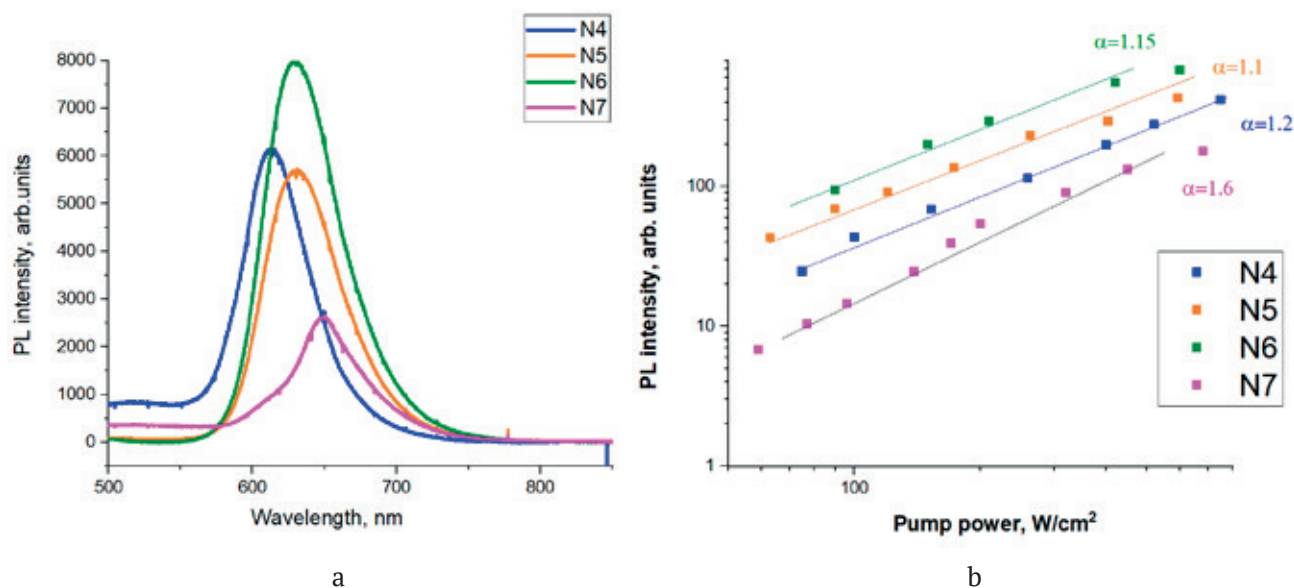 N4
N5
N6
N7
8000
7000
6000
5000
4000
3000
2000
1000
0
PL intensity, arb.units
500
600
700
800
Wavelength, nm
a
α=1.15
α=1.1
α=1.2
α=1.6
100
10
1
PL intensity, arb. units
N4
N5
N6
N7
100
Pump power, W/cm²
b